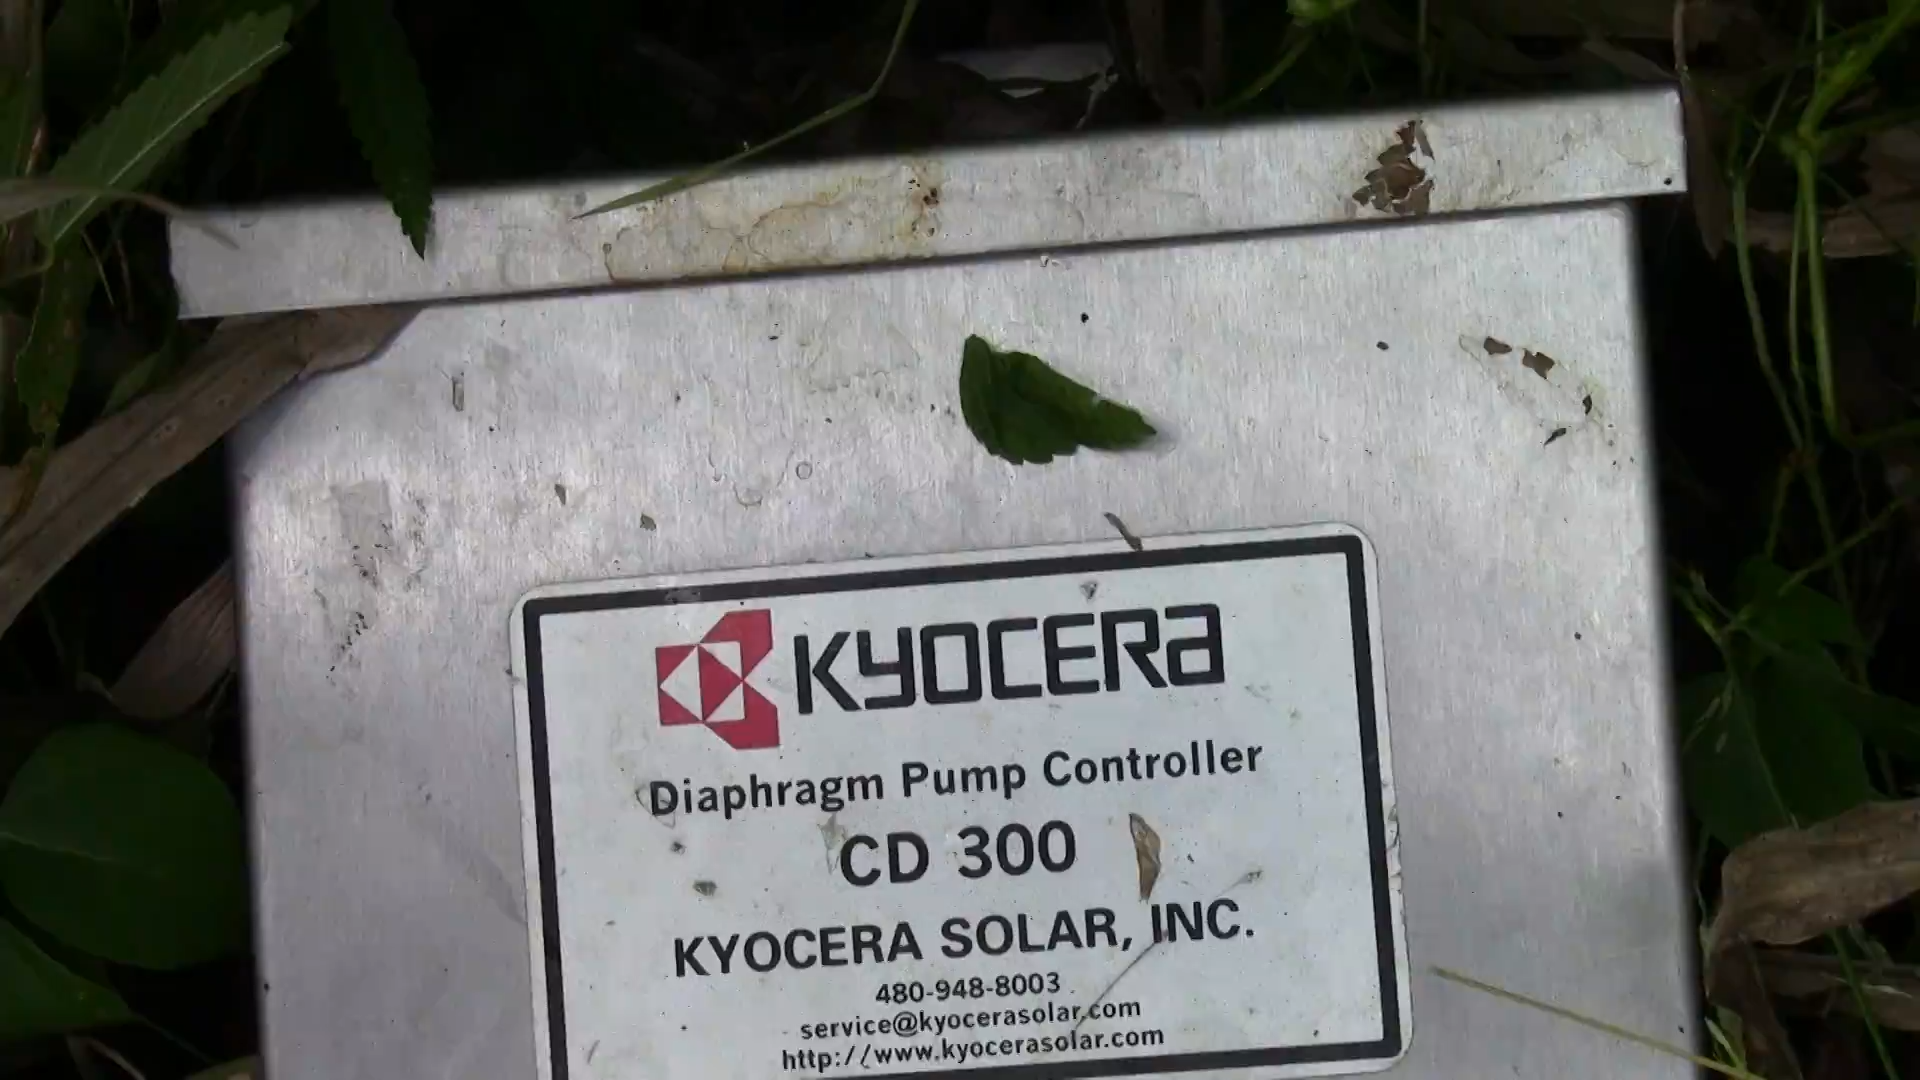 KYOCERA
Diaphragm Pump Controller
CD 300
KYOCERA SOLAR, INC.
480-948-8003
service@kyocerasolar.com
http://www.kyocerasolar.com